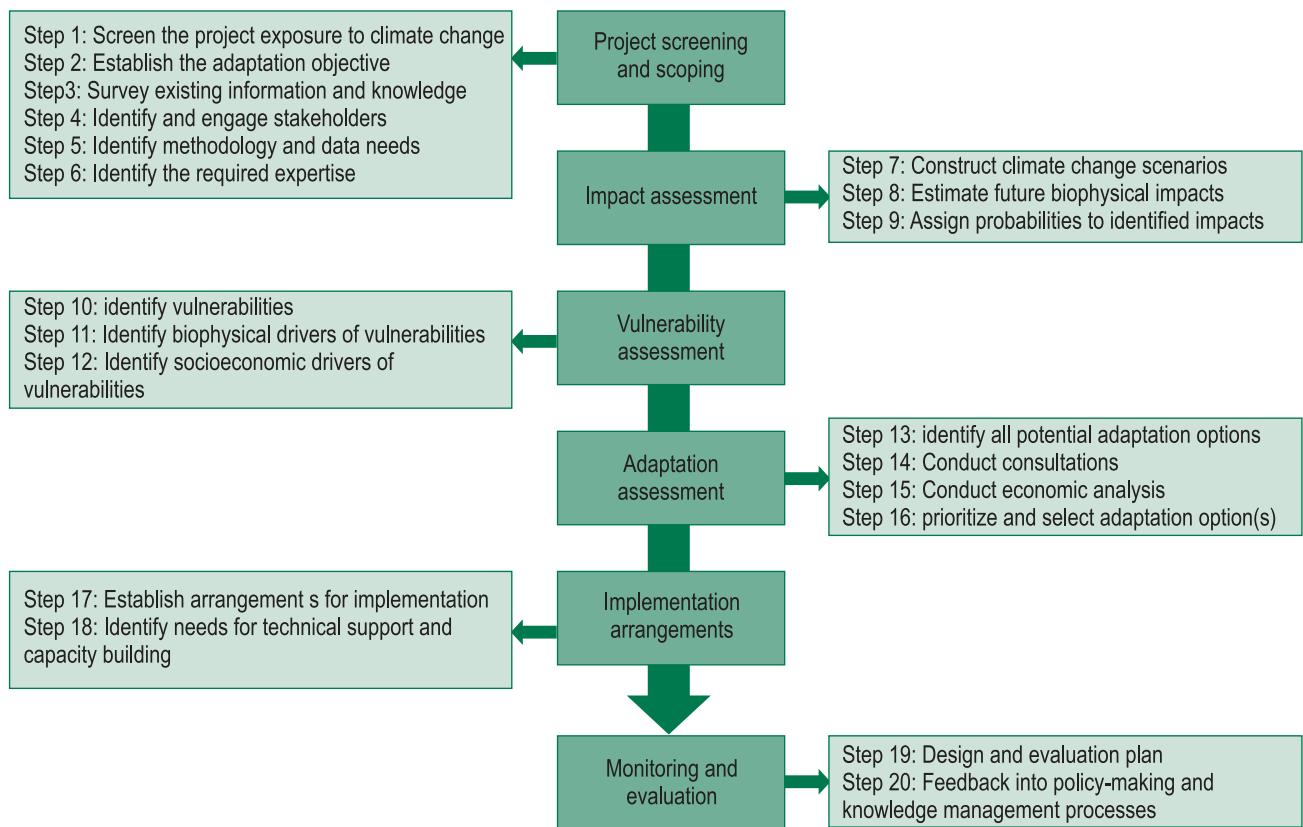 Project screening
and scoping
Step 1: Screen the project exposure to climate change
Step 2: Establish the adaptation objective
Step3: Survey existing information and knowledge
Step 4: Identify and engage stakeholders
Step 5: Identify methodology and data needs
Step 6: Identify the required expertise
Impact assessment
Step 7: Construct climate change scenarios
Step 8: Estimate future biophysical impacts
Step 9: Assign probabilities to identified impacts
Vulnerability
assessment
Step 10: identify vulnerabilities
Step 11: Identify biophysical drivers of vulnerabilities
Step 12: Identify socioeconomic drivers of
vulnerabilities
Adaptation
assessment
Step 13: identify all potential adaptation options
Step 14: Conduct consultations
Step 15: Conduct economic analysis
Step 16: prioritize and select adaptation option(s)
Implementation
arrangements
Step 17: Establish arrangement s for implementation
Step 18: Identify needs for technical support and
capacity building
Monitoring and
evaluation
Step 19: Design and evaluation plan
Step 20: Feedback into policy-making and
knowledge management processes